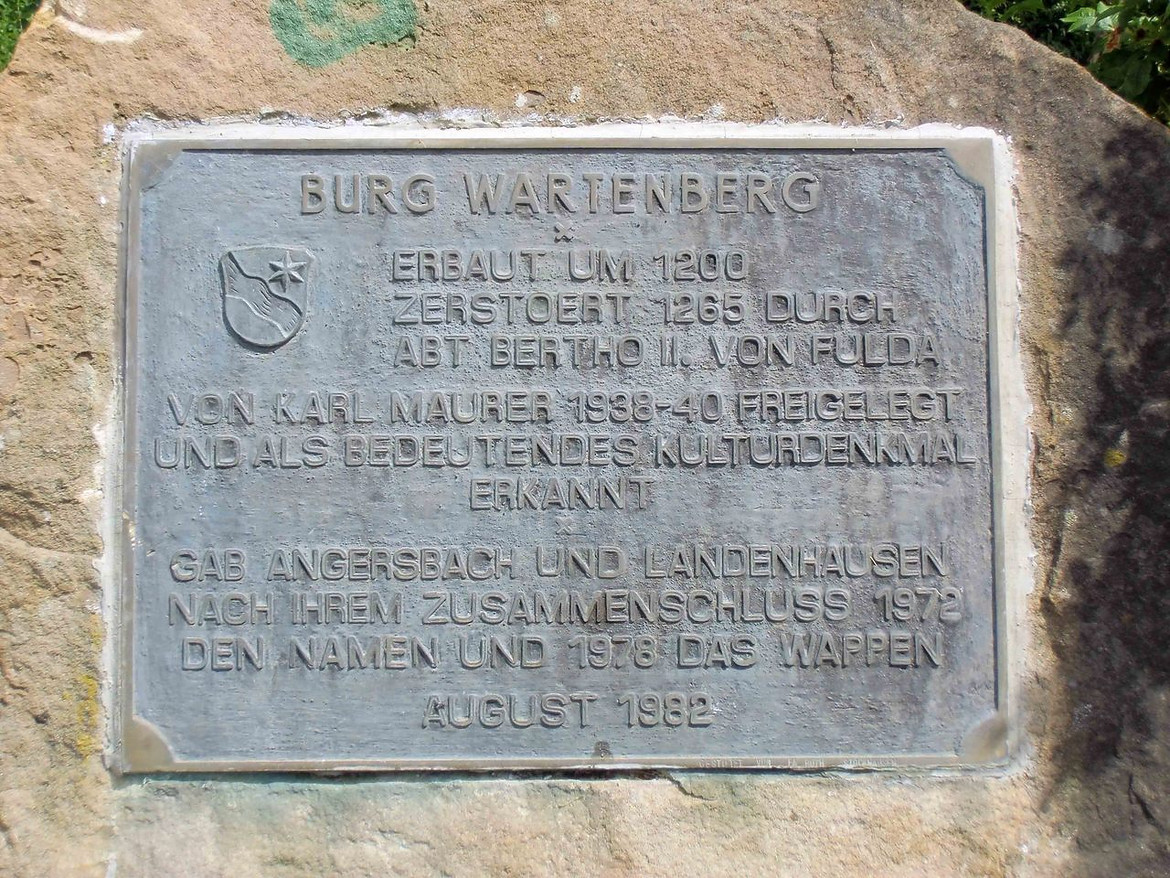 BURG WARTENBERG
ERBAUT UM 1200
ZERSTOERT 1265 DURCH
ABT BERTHO II. VON FULDA
VON KARL MAURER 1938-40 FREIGELEGT
UND ALS BEDEUTENDES KULTURDENKMAL
ERKANNT
GAB ANGERSBACH UND LANDENHAUSEN
NACH IHREM ZUSAMMENSCHLUSS 1972
DEN NAMEN UND 1978 DAS WAPPEN
AUGUST 1982
GESTIFTET VON